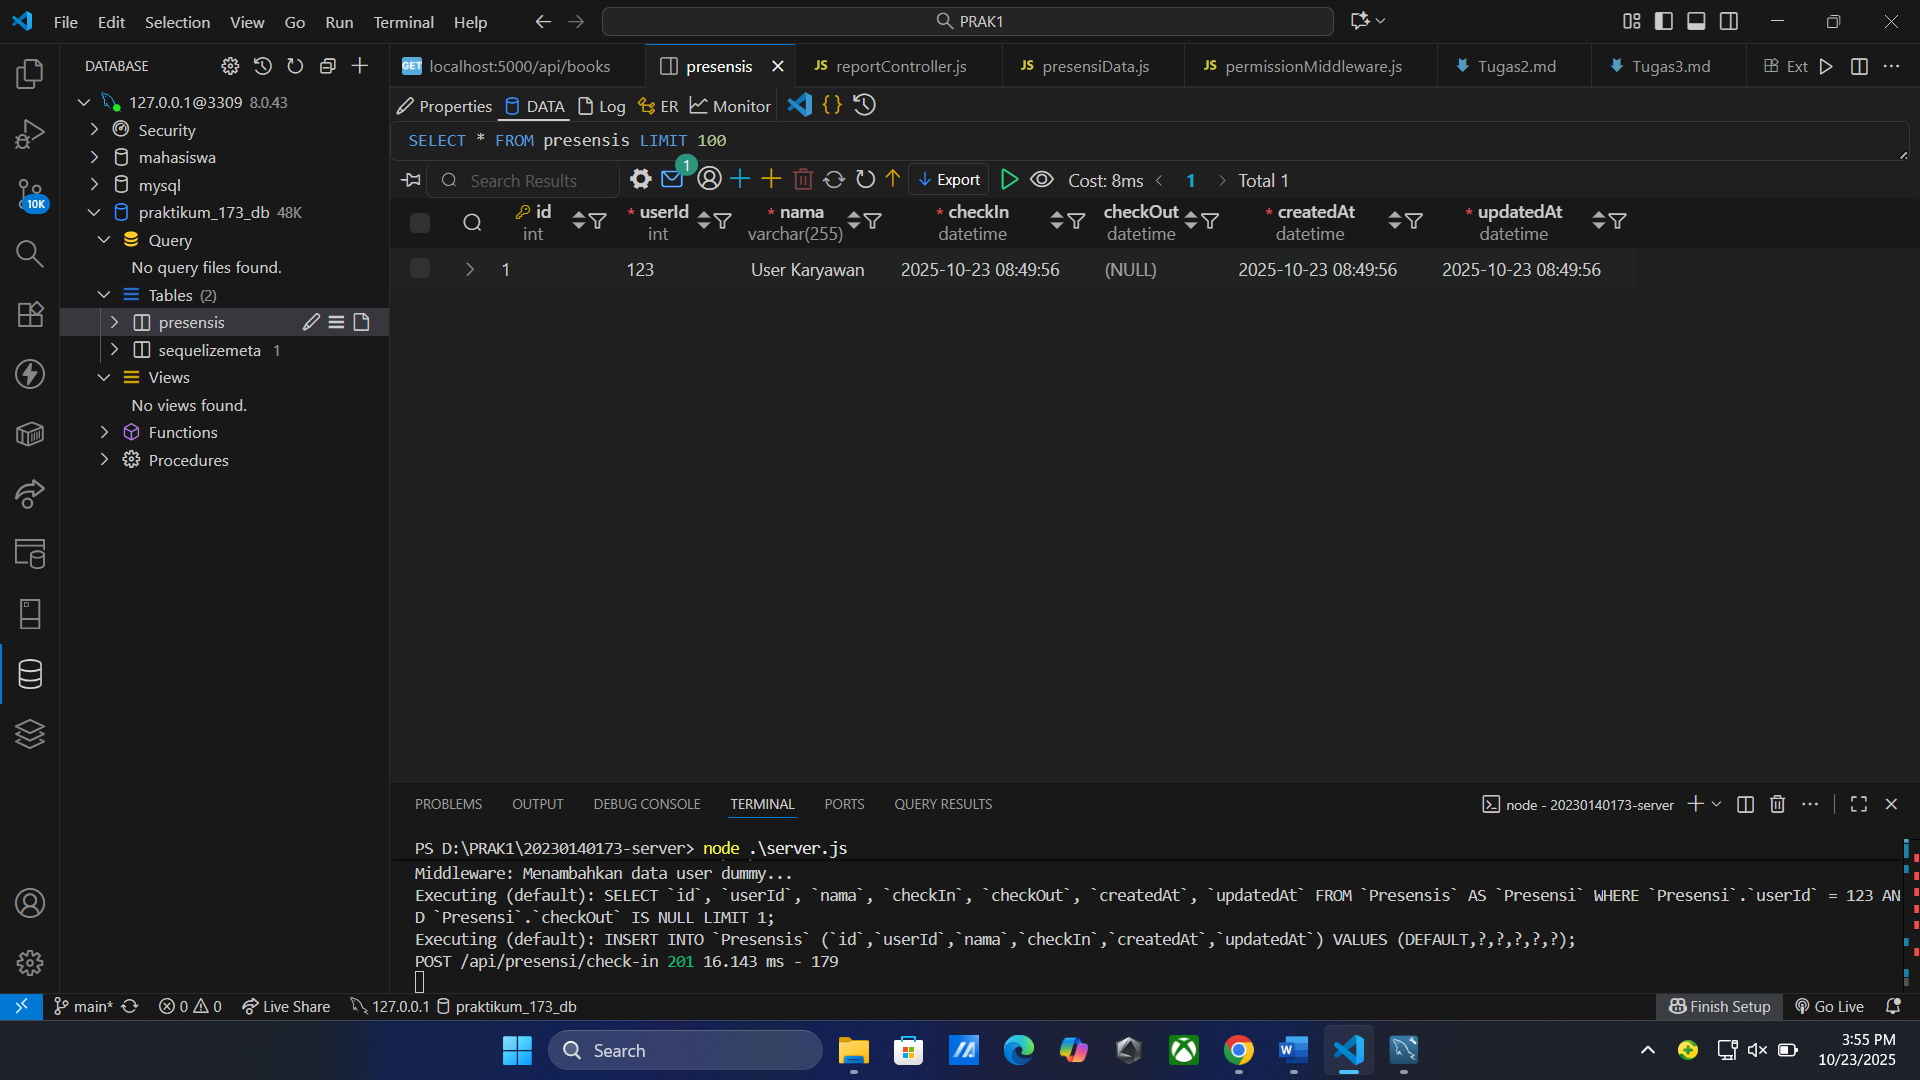 File Edit Selection View Go Run Terminal Help
PRAK1
DATABASE
127.0.0.1@3309 8.0.43
Security
mahasiswa
mysql
praktikum_173_db 48K
Query
No query files found.
Tables (2)
presensis
sequelizemeta 1
Views
No views found.
Functions
Procedures
10K
GET localhost:5000/api/books
presensis
JS reportController.js
JS presensiData.js
JS permissionMiddleware.js
Tugas2.md
Tugas3.md
Ext
Properties DATA Log ER Monitor
SELECT * FROM presensis LIMIT 100
Search Results
1
Export
Cost: 8ms
1
Total 1
id * userId * nama * checkIn checkOut * createdAt * updatedAt
int int varchar(255) datetime datetime datetime datetime
1 123 User Karyawan 2025-10-23 08:49:56 (NULL) 2025-10-23 08:49:56 2025-10-23 08:49:56
PROBLEMS OUTPUT DEBUG CONSOLE TERMINAL PORTS QUERY RESULTS
node - 20230140173-server
PS D:\PRAK1\20230140173-server> node .\server.js
Middleware: Menambahkan data user dummy...
Executing (default): SELECT `id`, `userId`, `nama`, `checkIn`, `checkOut`, `createdAt`, `updatedAt` FROM `Presensis` AS `Presensi` WHERE `Presensi`.`userId` = 123 AN
D `Presensi`.`checkOut` IS NULL LIMIT 1;
Executing (default): INSERT INTO `Presensis` (`id`,`userId`,`nama`,`checkIn`,`createdAt`,`updatedAt`) VALUES (DEFAULT,?,?,?,?,?);
POST /api/presensi/check-in 201 16.143 ms - 179
main* 0 0 Live Share 127.0.0.1 praktikum_173_db
Finish Setup Go Live
Search
3:55 PM
10/23/2025